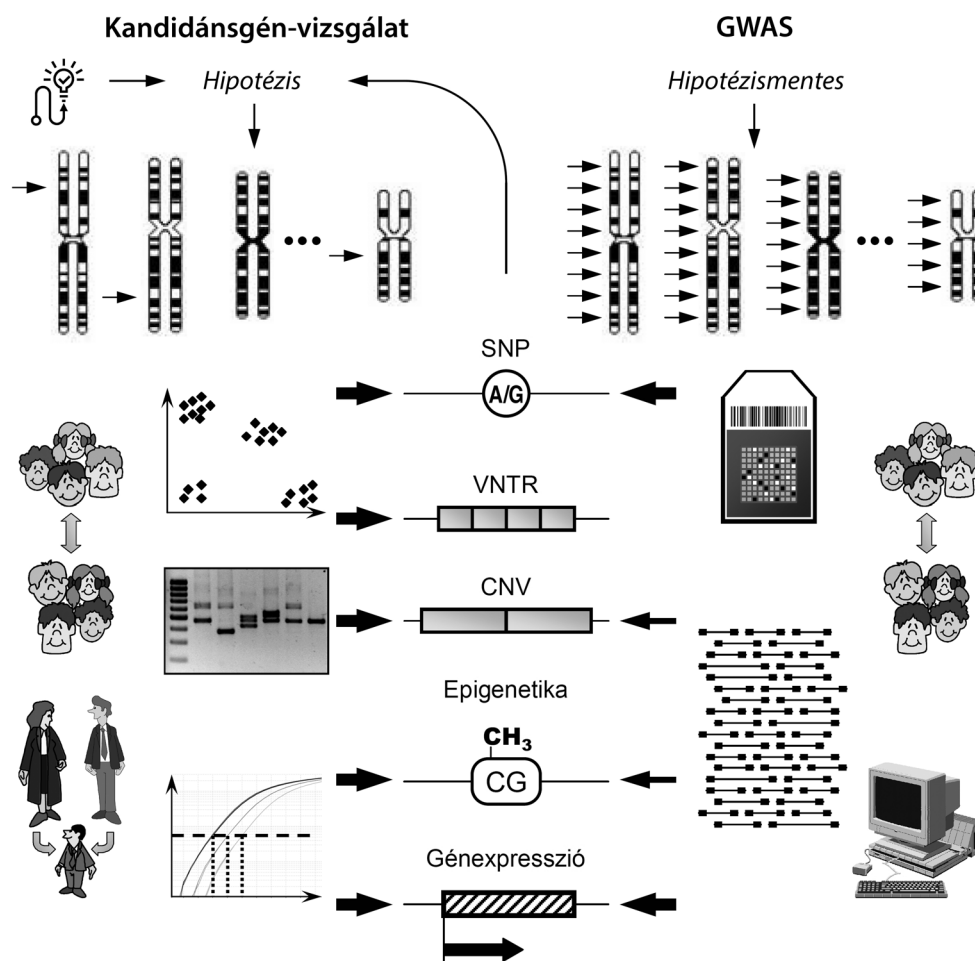 Kandidánsgén-vizsgálat
GWAS
Hipotézis
Hipotézismentes
SNP
A/G
VNTR
CNV
Epigenetika
CH₃
CG
Génexpresszió